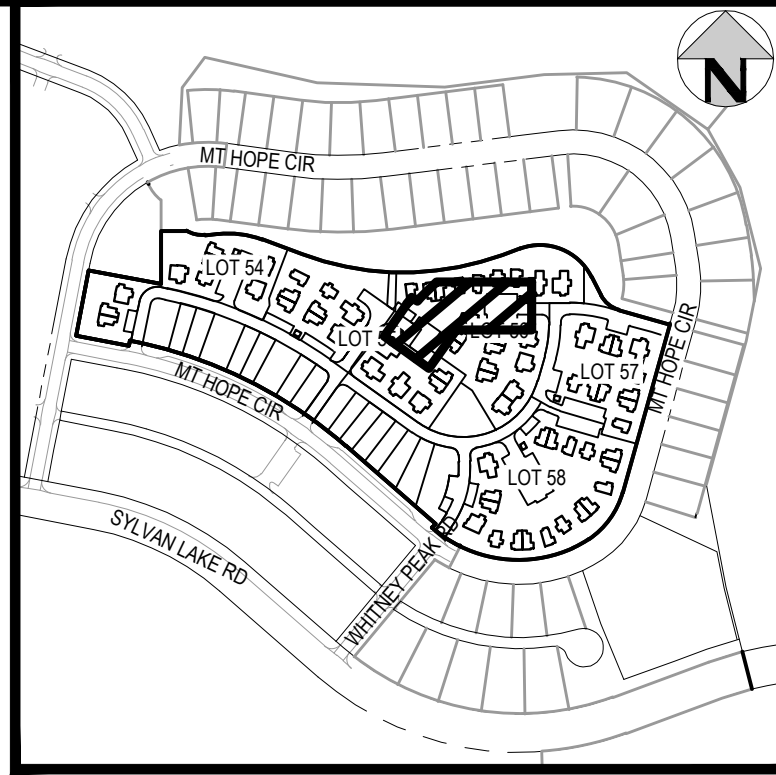 N
MT HOPE CIR
LOT 54
LOT
LOT 57
MT HOPE CIR
MT HOPE CIR
LOT 58
SYLVAN LAKE RD
WHITNEY PEAK RD